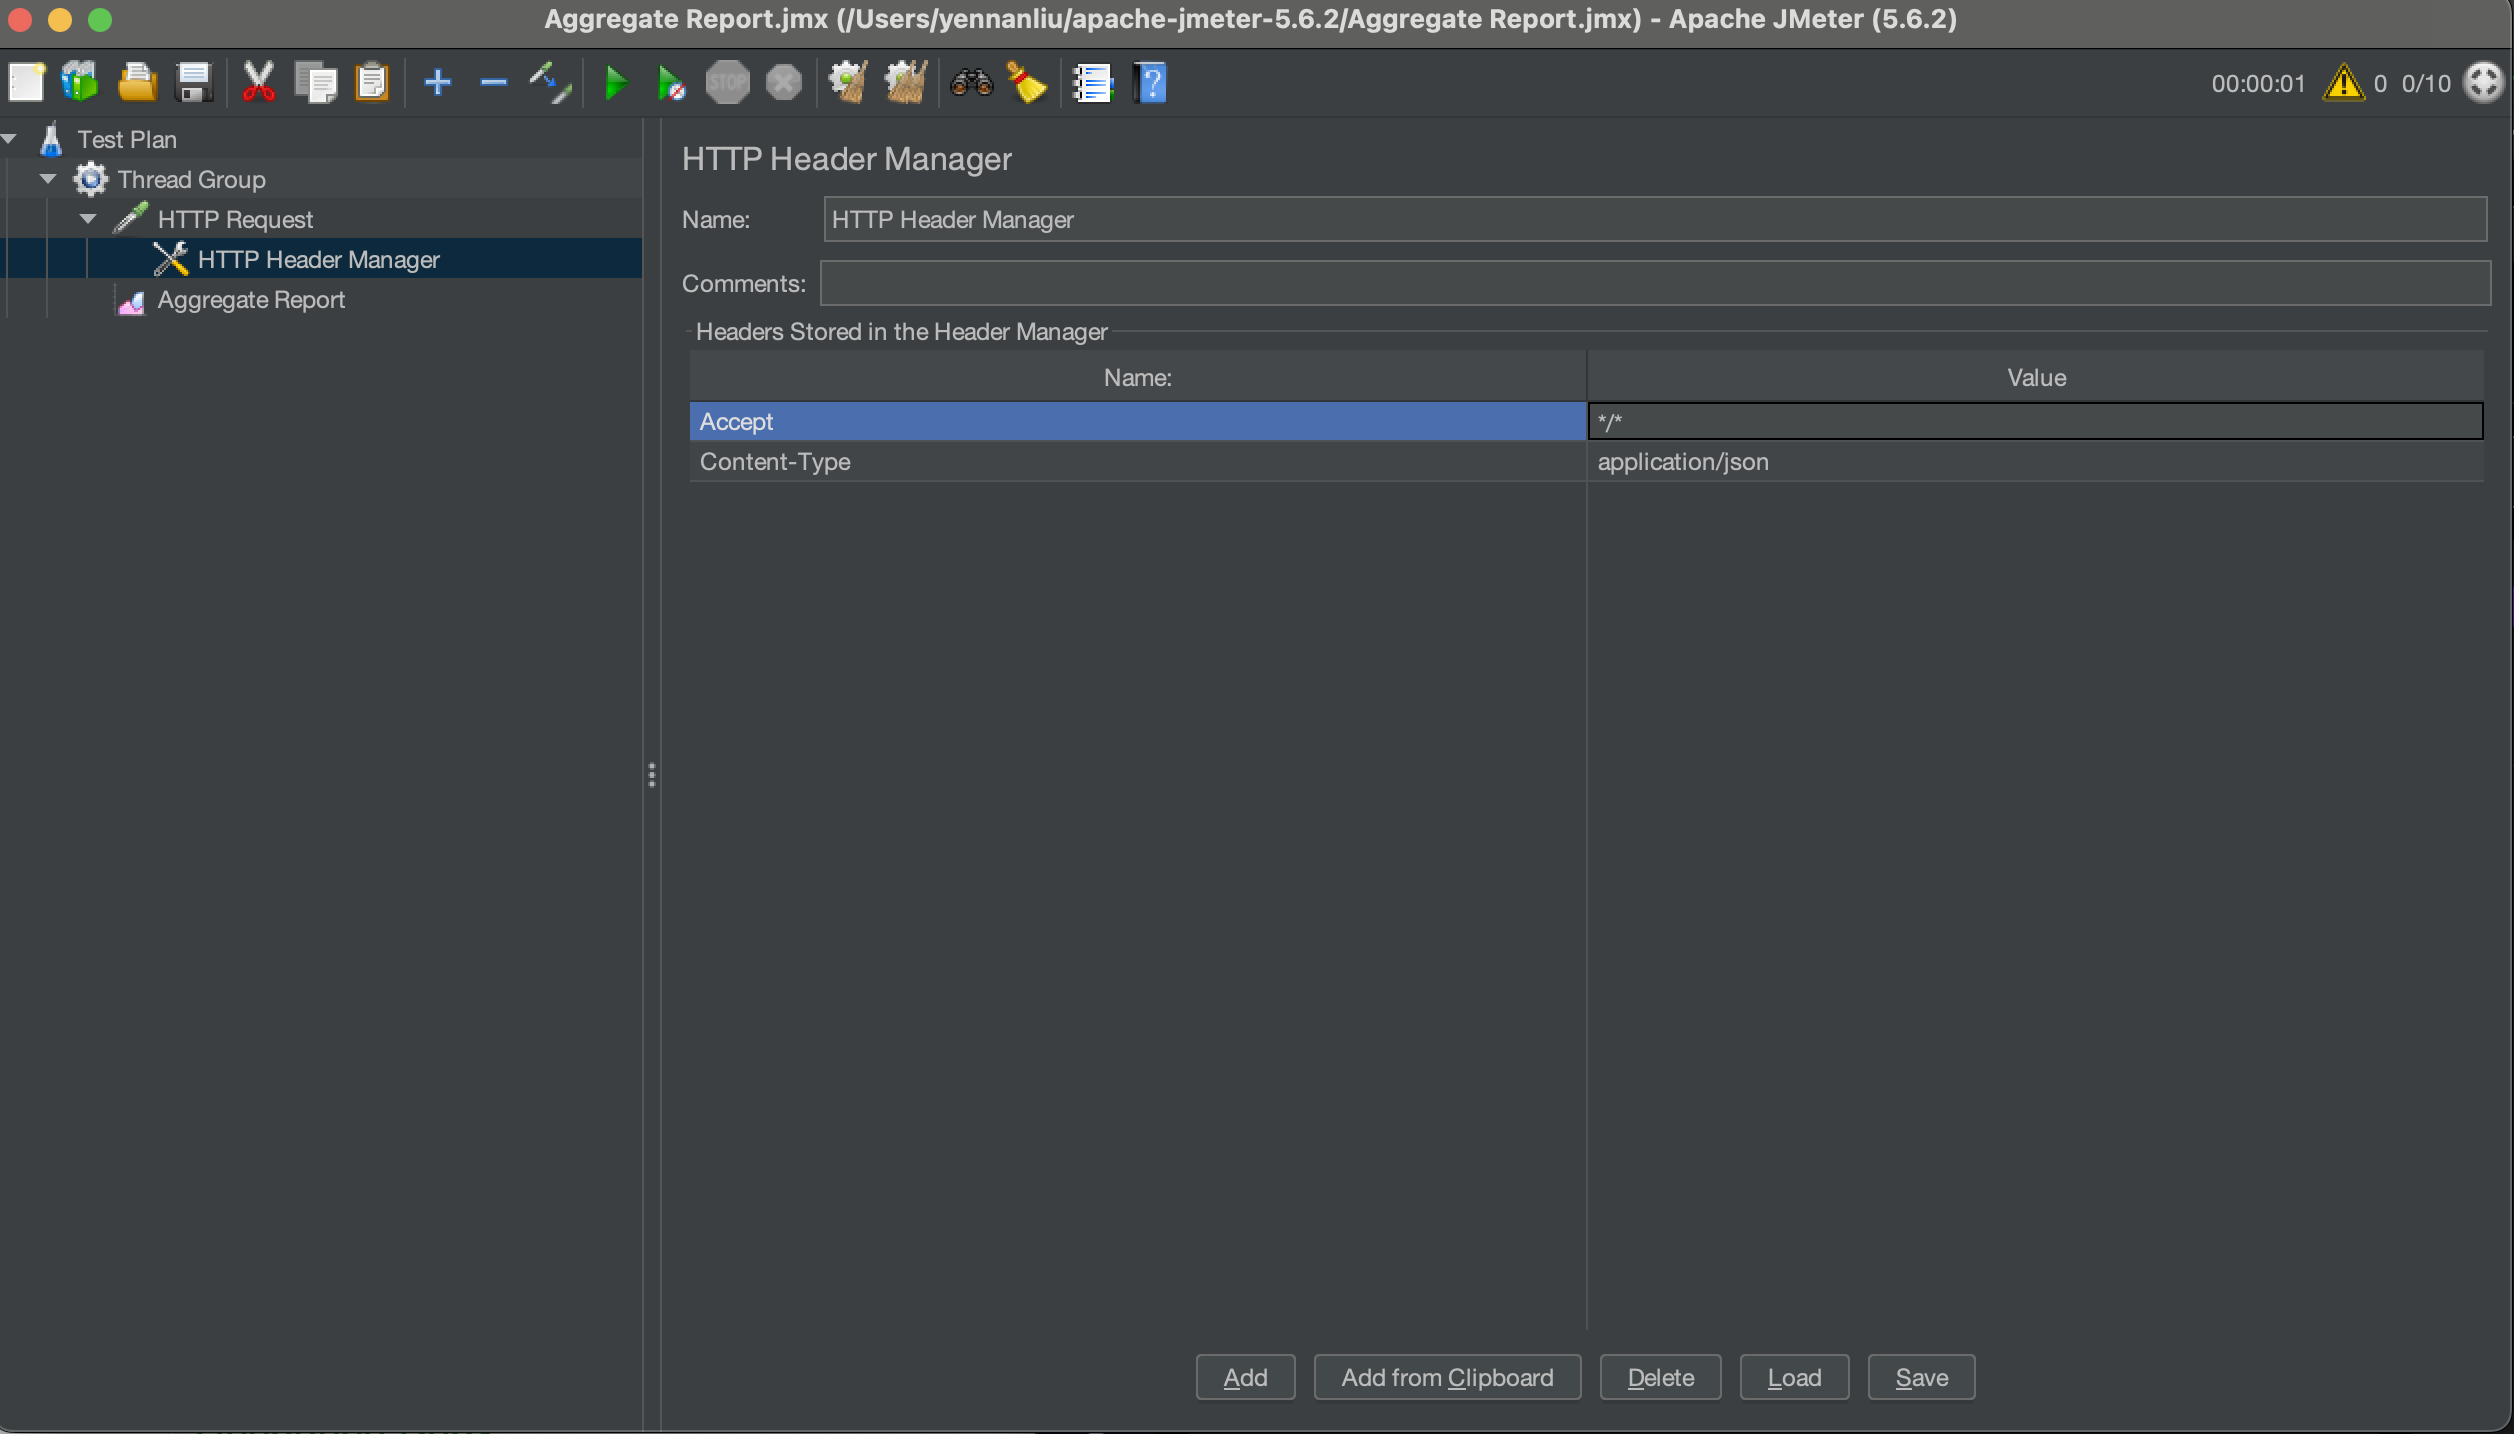 Aggregate Report.jmx (/Users/yennanliu/apache-jmeter-5.6.2/Aggregate Report.jmx) - Apache JMeter (5.6.2)
STOP
?
00:00:01 0 0/10
Test Plan
Thread Group
HTTP Request
HTTP Header Manager
Aggregate Report
HTTP Header Manager
Name: HTTP Header Manager
Comments:
Headers Stored in the Header Manager
Name: Value
Accept */*
Content-Type application/json
Add Add from Clipboard Delete Load Save